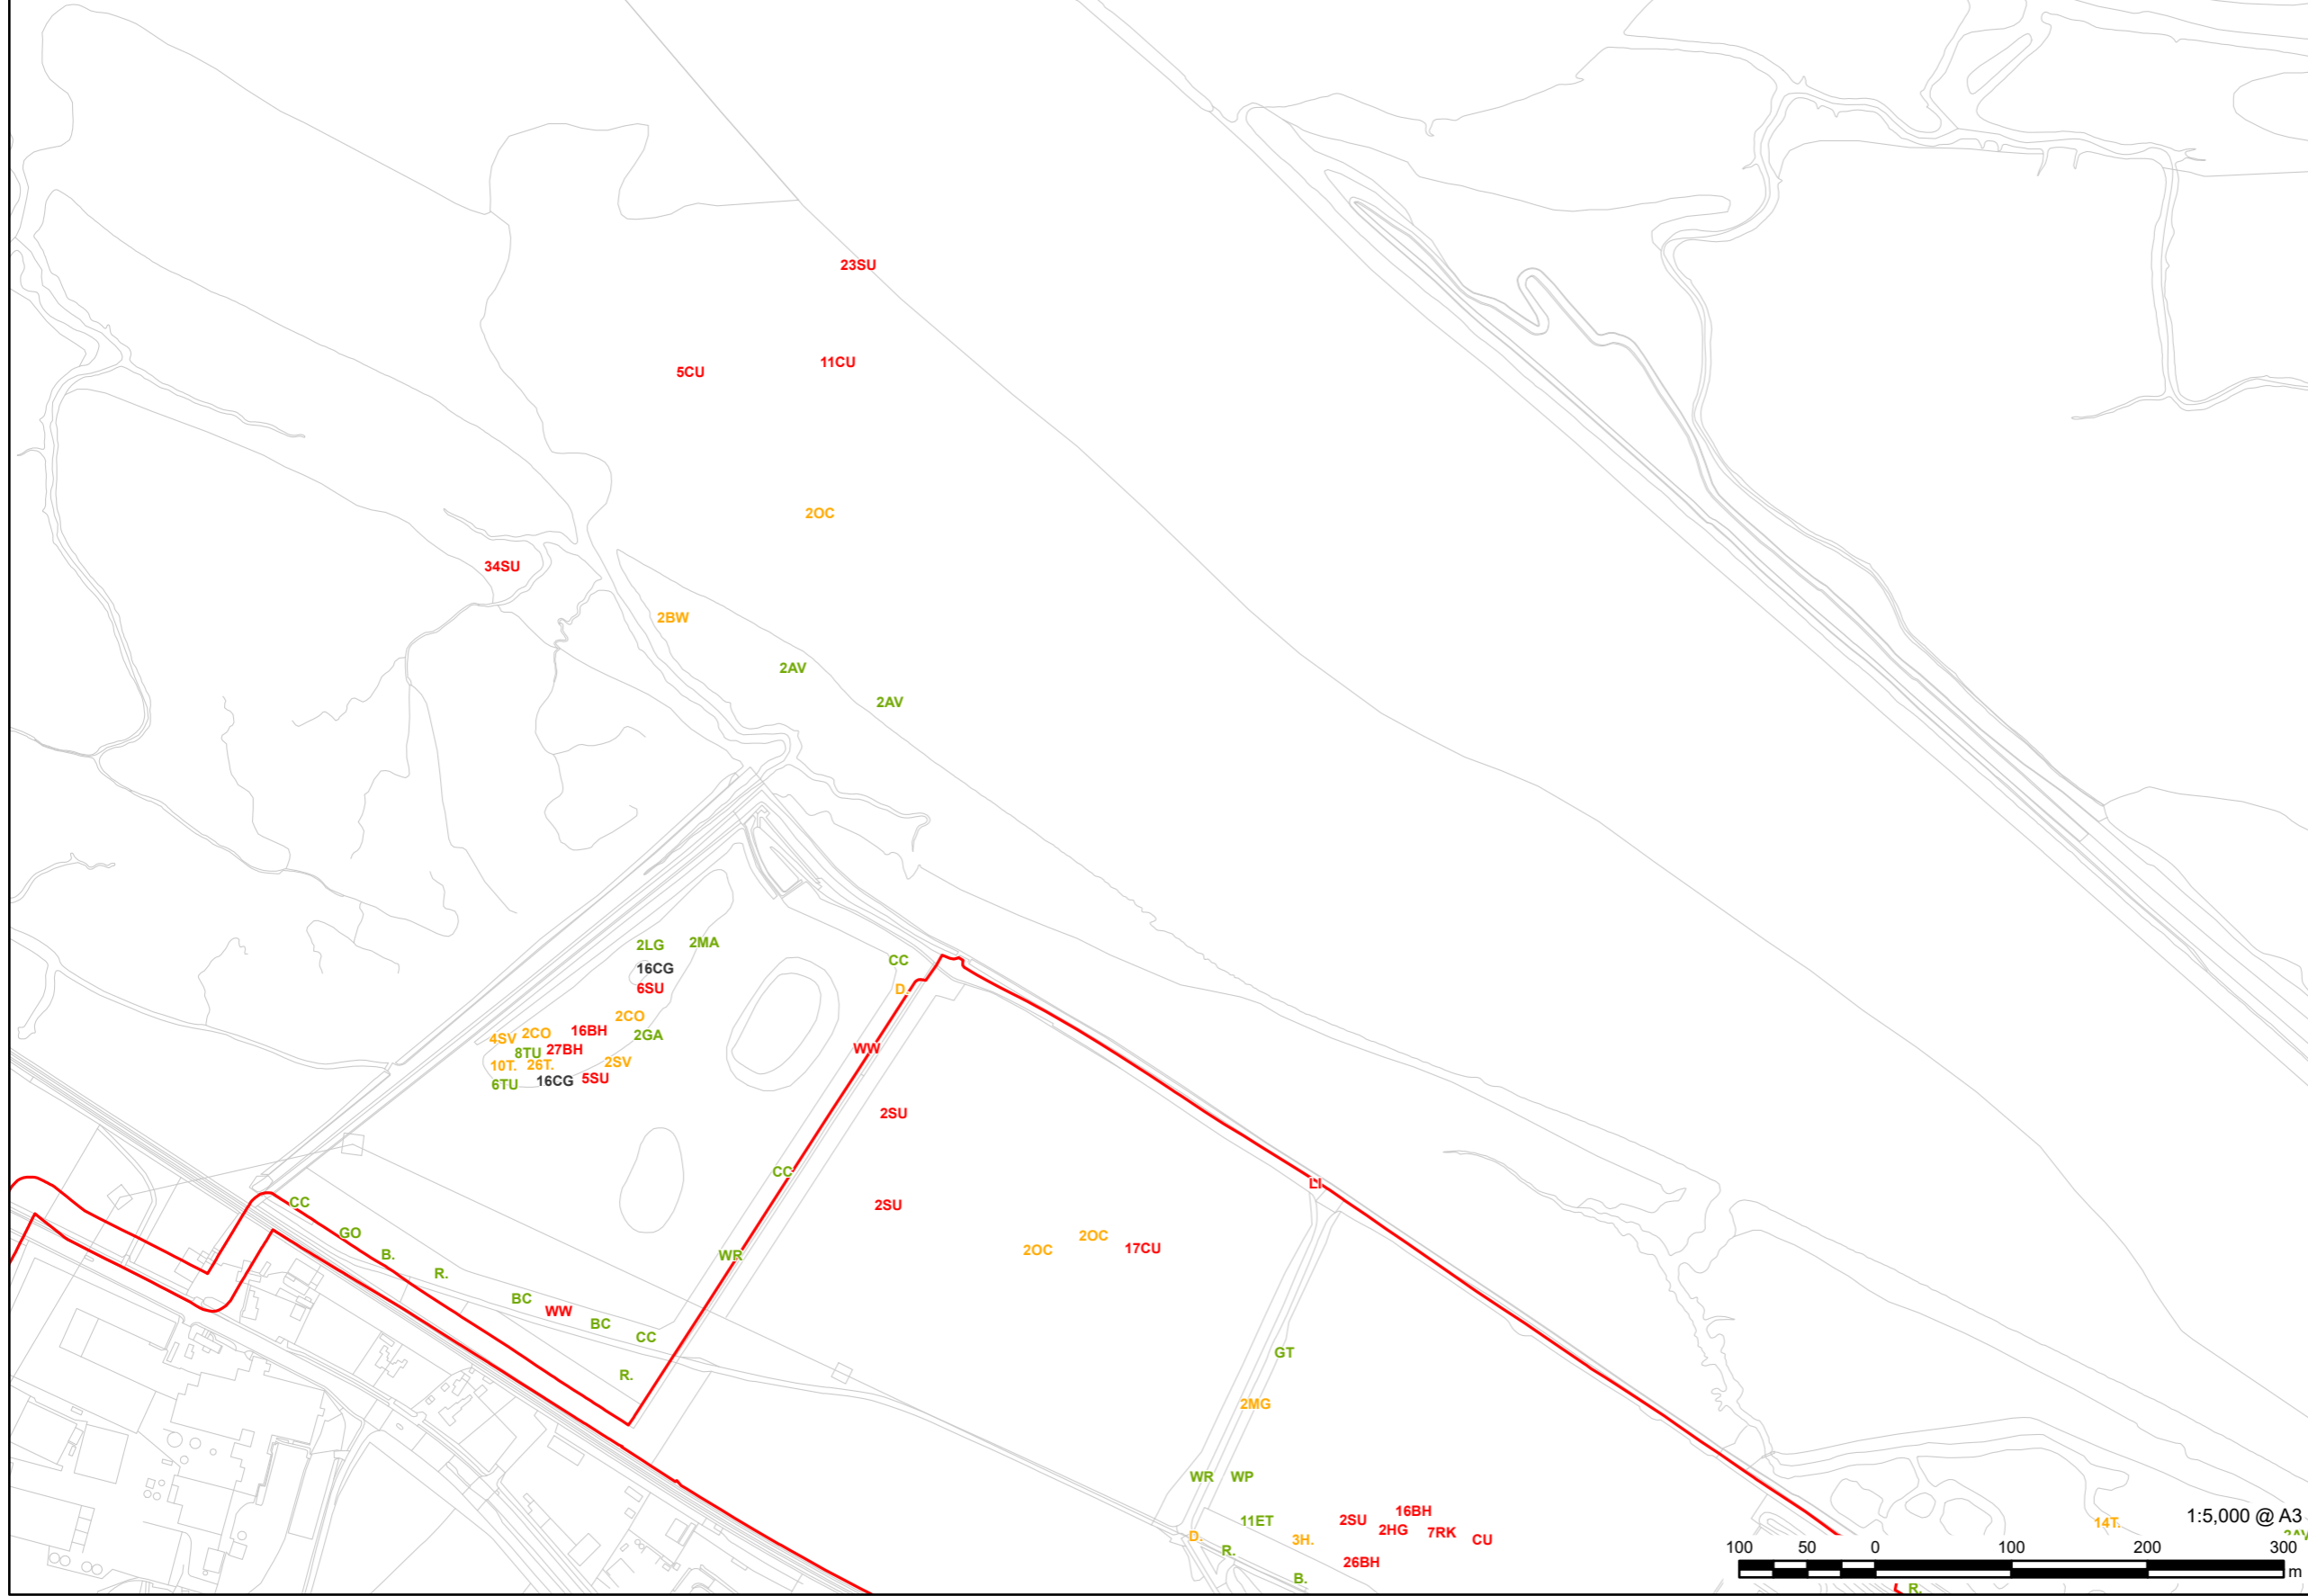 23SU
11CU
5CU
2OC
34SU
2BW
2AV
2AV
2LG
2MA
16CG
6SU
CC
D.
2CO
16BH
2CO
4SV
2GA
8TU
27BH
WW
10T.
26T.
2SV
6TU
16CG
5SU
2SU
CC
LI
CC
2SU
GO
B.
2OC
2OC
17CU
WR
R.
BC
WW
BC
CC
GT
R.
2MG
WR
WP
11ET
2SU
16BH
2HG
7RK
CU
3H.
D.
R.
26BH
B.
14T.
1:5,000 @ A3
2AV
100 50 0 100 200 300
m
R.